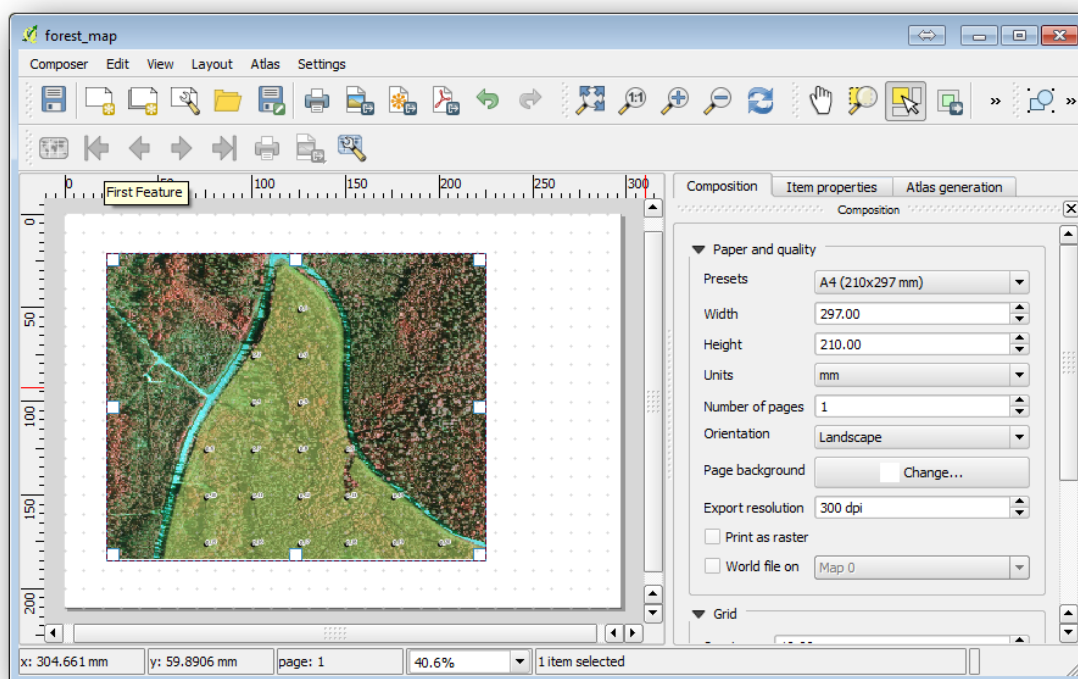 forest_map
Composer Edit View Layout Atlas Settings
1:1 » »
First Feature
0 50 100 150 200 250 300
0
50
100
150
200
Composition Item properties Atlas generation
Composition
Paper and quality
Presets A4 (210x297 mm)
Width 297.00
Height 210.00
Units mm
Number of pages 1
Orientation Landscape
Page background Change...
Export resolution 300 dpi
Print as raster
World file on Map 0
Grid
x: 304.661 mm y: 59.8906 mm page: 1 40.6% 1 item selected